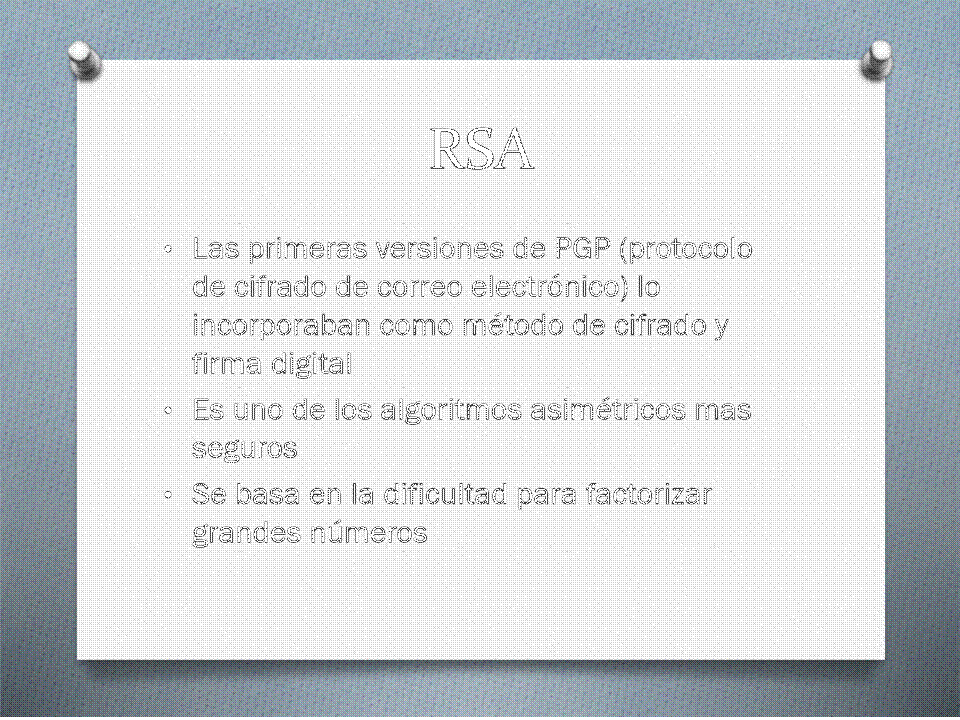 RSA
• Las primeras versiones de PGP (protocolo
de cifrado de correo electrónico) lo
incorporaban como método de cifrado y
firma digital
• Es uno de los algoritmos asimétricos mas
seguros
• Se basa en la dificultad para factorizar
grandes números